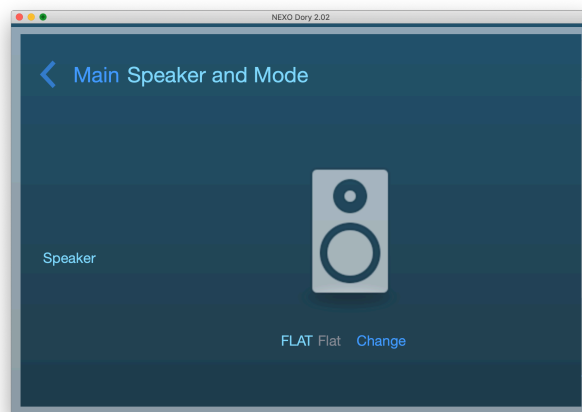 NEXO Dory 2.02
Main Speaker and Mode
Speaker
FLAT Flat Change